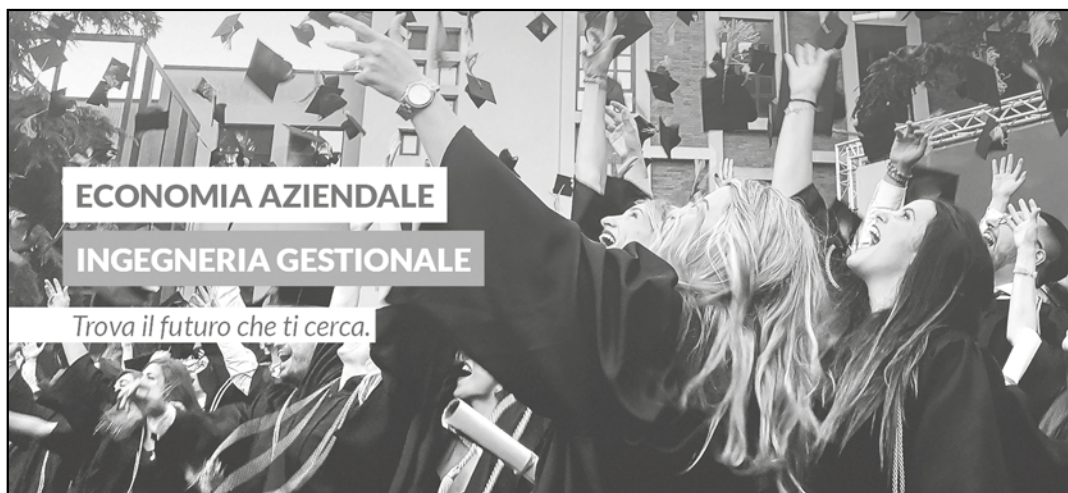 ECONOMIA AZIENDALE
INGEGNERIA GESTIONALE
Trova il futuro che ti cerca.